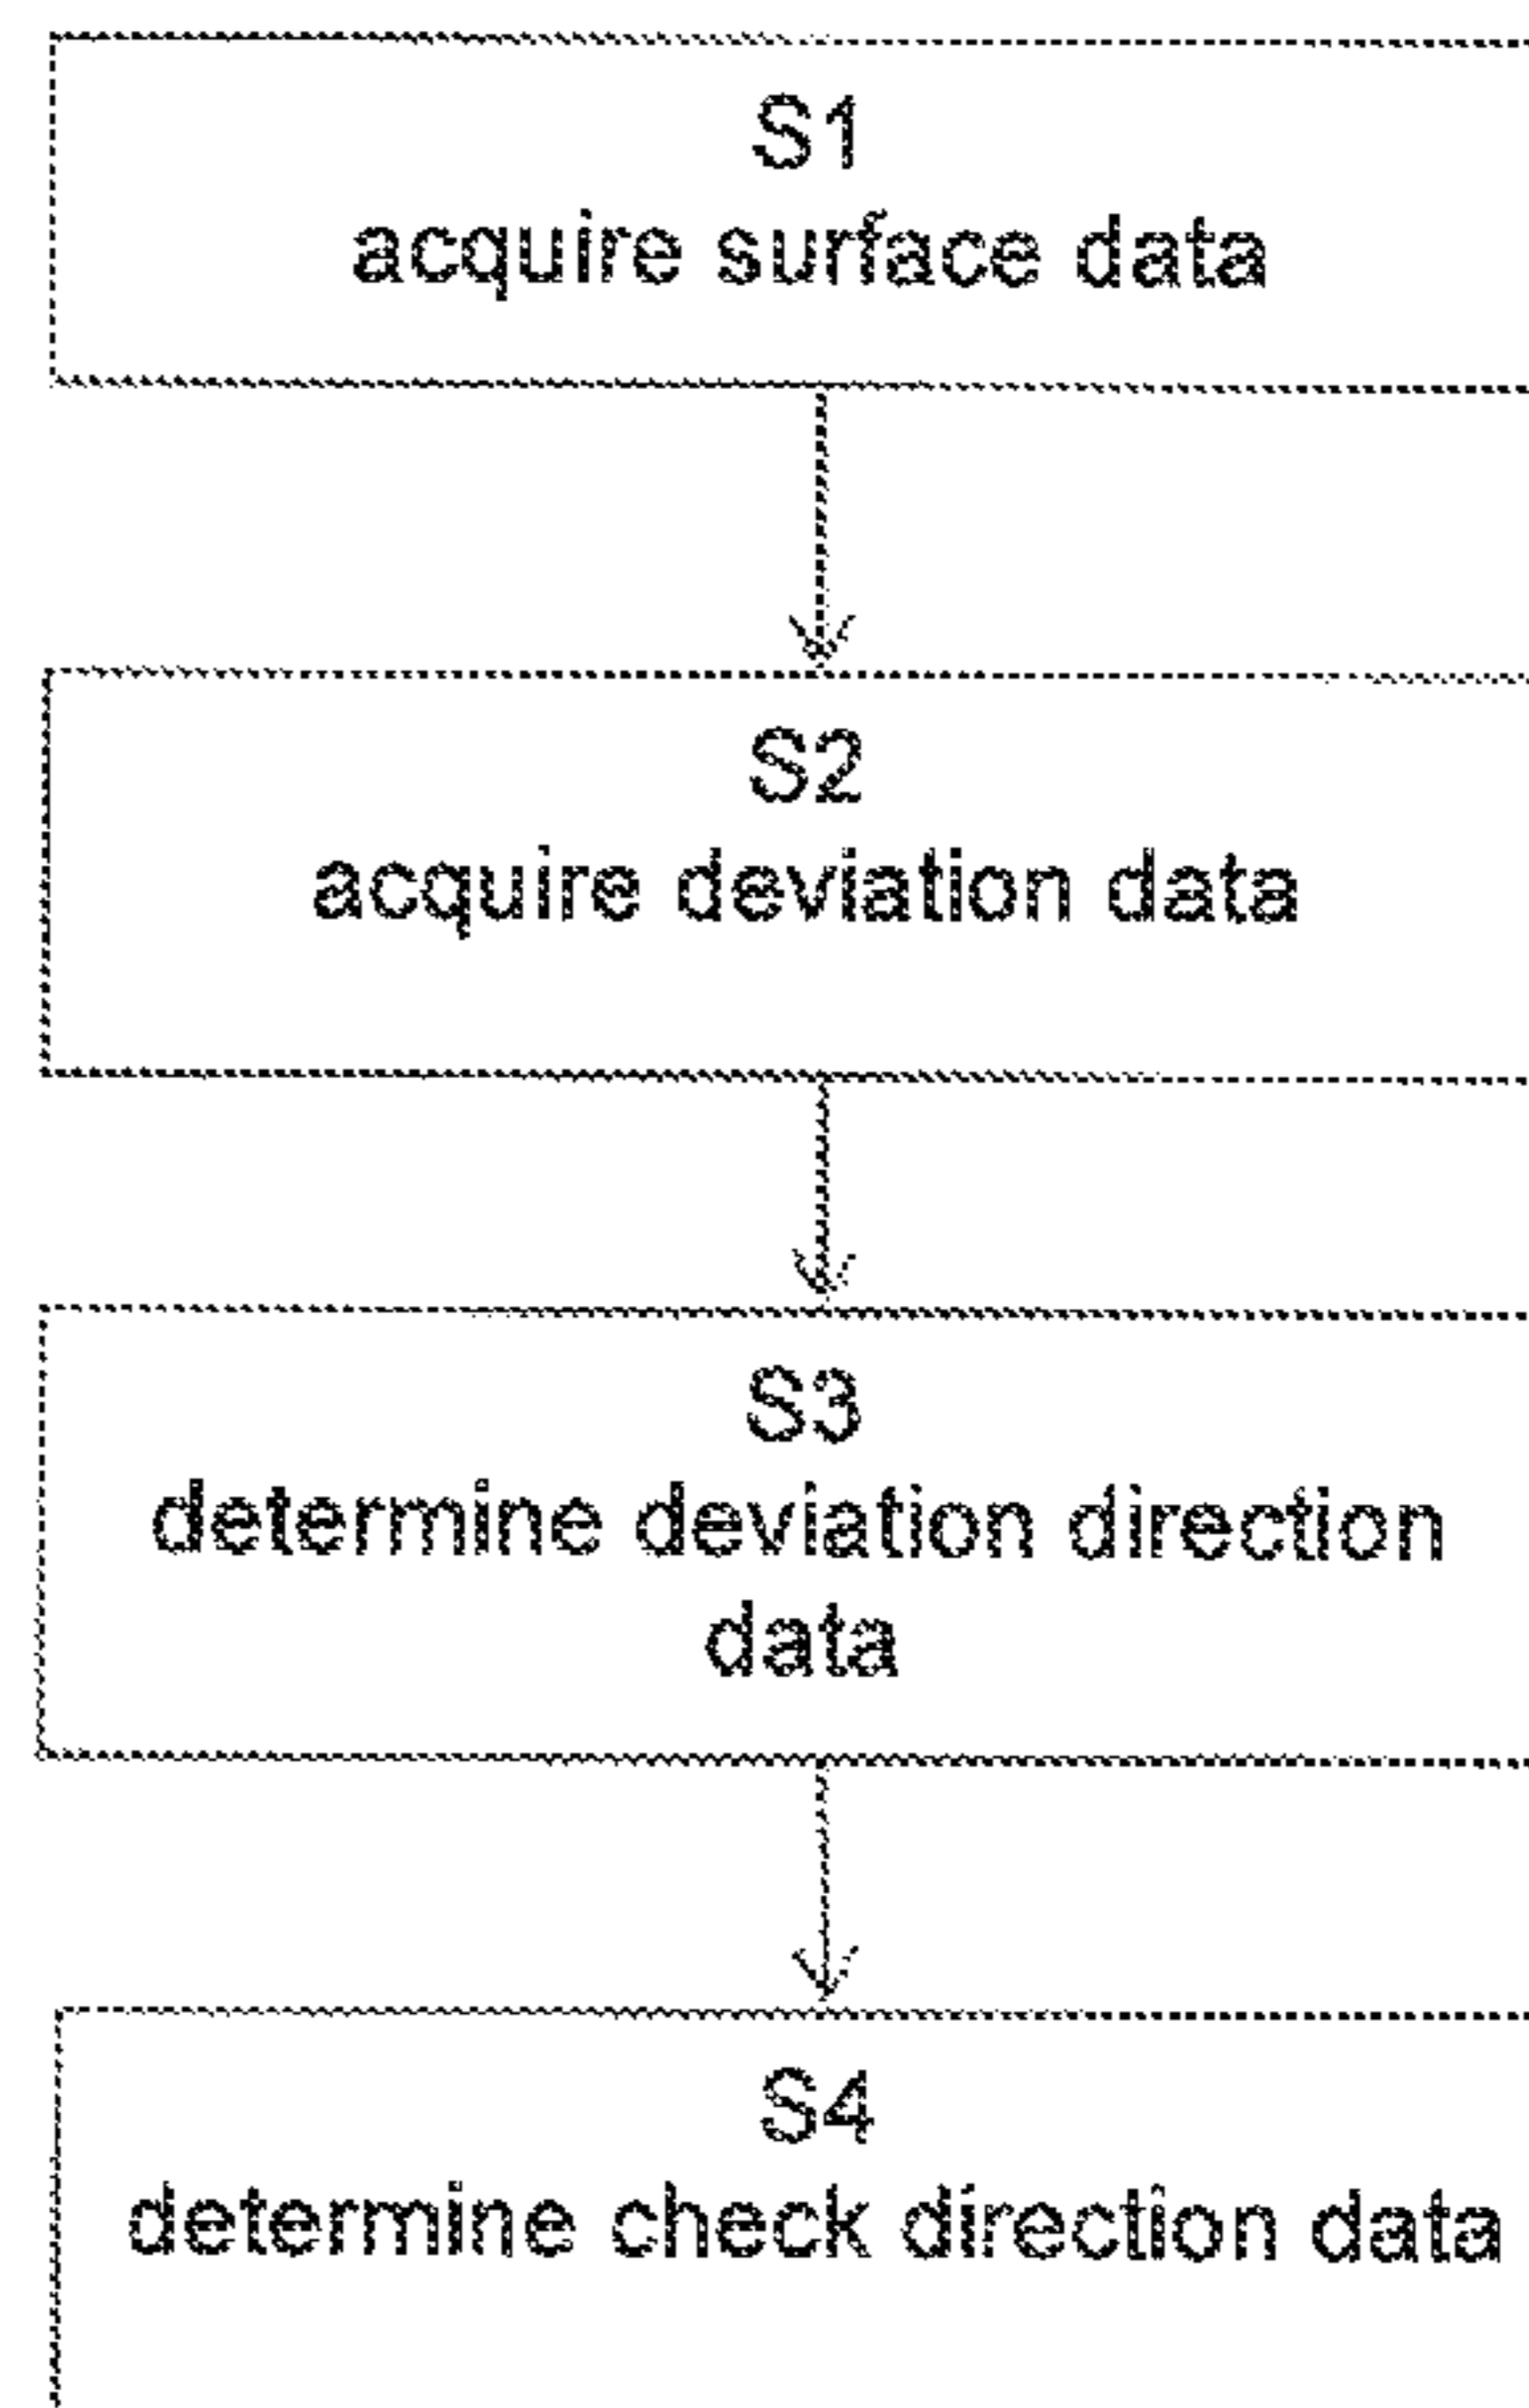 S1
acquire surface data
S2
acquire deviation data
S3
determine deviation direction
data
S4
determine check direction data